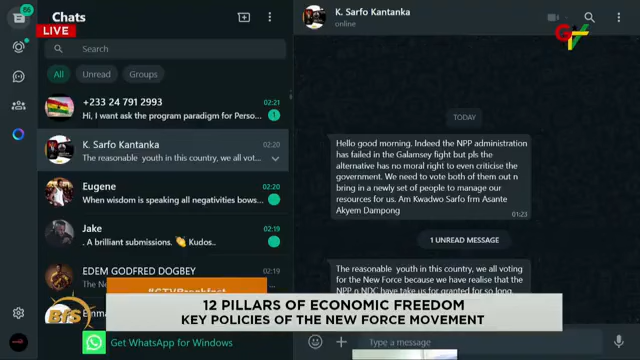 86
Chats
K. Sarfo Kantanka
online
LIVE
GTV
Search
All
Unread
Groups
+233 24 791 2993
02:21
Hi, I want ask the program paradigm for Perso...
1
K. Sarfo Kantanka
02:20
The reasonable youth in this country, we all vot...
Eugene
02:20
When wisdom is speaking all negativities bows...
Jake
02:19
. A brilliant submissions. 👏 Kudos..
EDEM GODFRED DOGBEY
02:19
TODAY
Hello good morning. Indeed the NPP administration
has failed in the Galamsey fight but pls the
alternative has no moral right to even criticise the
government. We need to vote both of them out n
bring in a newly set of people to manage our
resources for us. Am Kwadwo Sarfo frm Asante
Akyem Dampong
01:23
1 UNREAD MESSAGE
The reasonable youth in this country, we all voting
for the New Force because we have realise that the
NPP n NDC have take us for granted for so long.
#GTVBreakfast
BfS
12 PILLARS OF ECONOMIC FREEDOM
KEY POLICIES OF THE NEW FORCE MOVEMENT
Get WhatsApp for Windows
Type a message